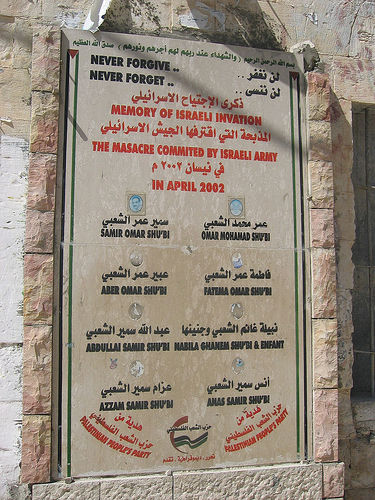 بسم الله الرحمن الرحيم (والشهداء عند ربهم لهم أجرهم ونورهم) صدق الله العظيم
NEVER FORGIVE .. لن نغفر . .
NEVER FORGET .. لن ننسى . .
ذكرى الإجتياح الاسرائيلي
MEMORY OF ISRAELI INVATION
المذبحة التي اقترفها الجيش الاسرائيلي
THE MASACRE COMMITED BY ISRAELI ARMY
في نيسان ٢٠٠٢ م
IN APRIL 2002
سمير عمر الشعبي عمر محمد الشعبي
SAMIR OMAR SHU'BI OMAR MOHAMAD SHU'BI
عبير عمر الشعبي فاطمة عمر الشعبي
ABER OMAR SHU'BI FATEMA OMAR SHU'BI
عبد الله سمير الشعبي نبيلة غانم الشعبي وجنينها
ABDULLAL SAMIR SHU'BI NABILA GHANEM SHU'BI & ENFANT
عزام سمير الشعبي أنس سمير الشعبي
AZZAM SAMIR SHU'BI ANAS SAMIR SHU'BI
هدية من
حزب الشعب الفلسطيني
PALESTINIAN PEOPLE'S PARTY
حزب الشعب الفلسطيني
تحرر، ديموقراطية، تقدم
هدية من
حزب الشعب الفلسطيني
PALESTINIAN PEOPLE'S PARTY